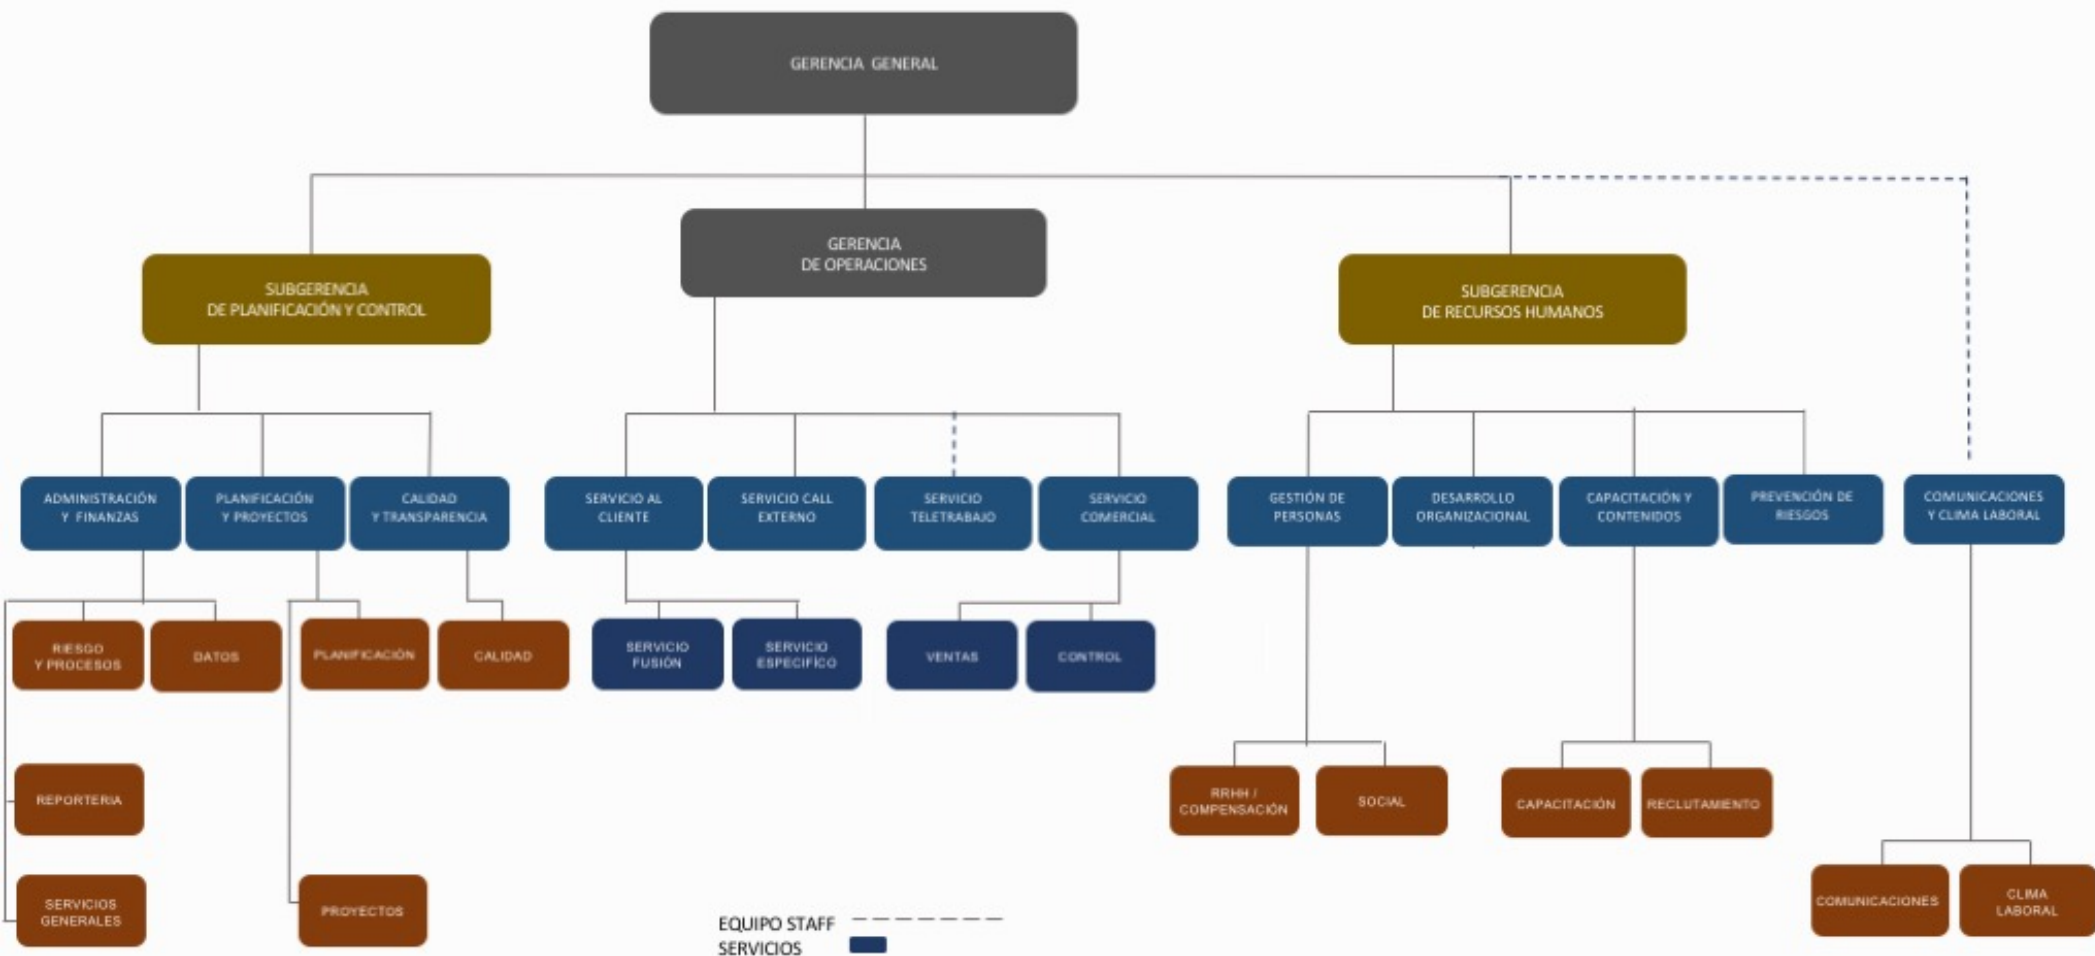 GERENCIA GENERAL
GERENCIA
DE OPERACIONES
SUBGERENCIA
DE PLANIFICACIÓN Y CONTROL
SUBGERENCIA
DE RECURSOS HUMANOS
ADMINISTRACIÓN
Y FINANZAS
PLANIFICACIÓN
Y PROYECTOS
CALIDAD
Y TRANSPARENCIA
SERVICIO AL
CLIENTE
SERVICIO CALL
EXTERNO
SERVICIO
TELETRABAJO
SERVICIO
COMERCIAL
GESTIÓN DE
PERSONAS
DESARROLLO
ORGANIZACIONAL
CAPACITACIÓN Y
CONTENIDOS
PREVENCIÓN DE
RIESGOS
COMUNICACIONES
Y CLIMA LABORAL
RIESGO
Y PROCESOS
DATOS
PLANIFICACIÓN
CALIDAD
SERVICIO
FUSIÓN
SERVICIO
ESPECIFÍCO
VENTAS
CONTROL
REPORTERIA
RRHH /
COMPENSACIÓN
SOCIAL
CAPACITACIÓN
RECLUTAMIENTO
SERVICIOS
GENERALES
PROYECTOS
COMUNICACIONES
CLIMA
LABORAL
EQUIPO STAFF
SERVICIOS